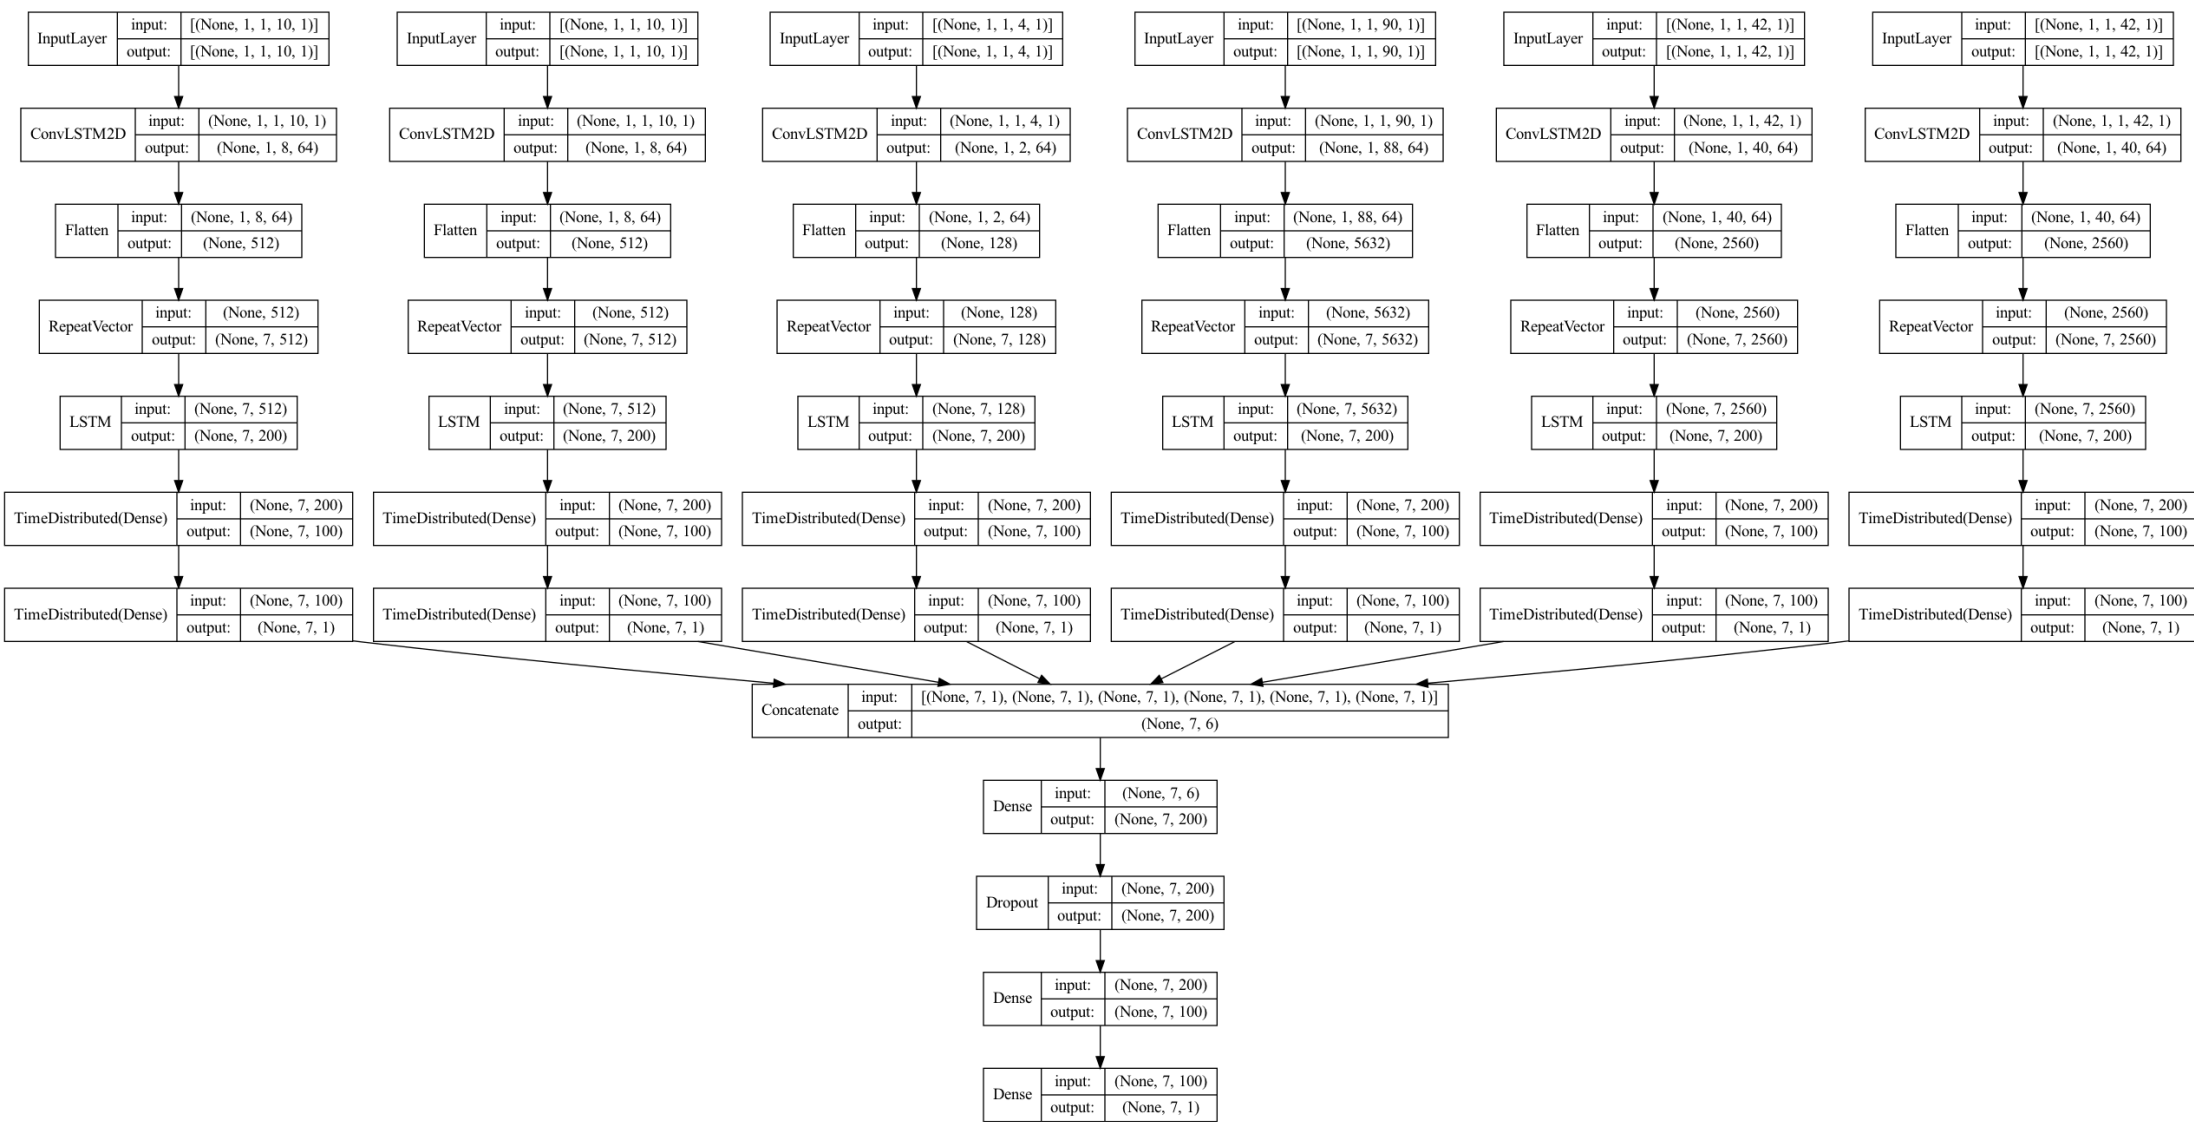 InputLayer input: [(None, 1, 1, 10, 1)] output: [(None, 1, 1, 10, 1)]
InputLayer input: [(None, 1, 1, 10, 1)] output: [(None, 1, 1, 10, 1)]
InputLayer input: [(None, 1, 1, 4, 1)] output: [(None, 1, 1, 4, 1)]
InputLayer input: [(None, 1, 1, 90, 1)] output: [(None, 1, 1, 90, 1)]
InputLayer input: [(None, 1, 1, 42, 1)] output: [(None, 1, 1, 42, 1)]
InputLayer input: [(None, 1, 1, 42, 1)] output: [(None, 1, 1, 42, 1)]
ConvLSTM2D input: (None, 1, 1, 10, 1) output: (None, 1, 8, 64)
ConvLSTM2D input: (None, 1, 1, 10, 1) output: (None, 1, 8, 64)
ConvLSTM2D input: (None, 1, 1, 4, 1) output: (None, 1, 2, 64)
ConvLSTM2D input: (None, 1, 1, 90, 1) output: (None, 1, 88, 64)
ConvLSTM2D input: (None, 1, 1, 42, 1) output: (None, 1, 40, 64)
ConvLSTM2D input: (None, 1, 1, 42, 1) output: (None, 1, 40, 64)
Flatten input: (None, 1, 8, 64) output: (None, 512)
Flatten input: (None, 1, 8, 64) output: (None, 512)
Flatten input: (None, 1, 2, 64) output: (None, 128)
Flatten input: (None, 1, 88, 64) output: (None, 5632)
Flatten input: (None, 1, 40, 64) output: (None, 2560)
Flatten input: (None, 1, 40, 64) output: (None, 2560)
RepeatVector input: (None, 512) output: (None, 7, 512)
RepeatVector input: (None, 512) output: (None, 7, 512)
RepeatVector input: (None, 128) output: (None, 7, 128)
RepeatVector input: (None, 5632) output: (None, 7, 5632)
RepeatVector input: (None, 2560) output: (None, 7, 2560)
RepeatVector input: (None, 2560) output: (None, 7, 2560)
LSTM input: (None, 7, 512) output: (None, 7, 200)
LSTM input: (None, 7, 512) output: (None, 7, 200)
LSTM input: (None, 7, 128) output: (None, 7, 200)
LSTM input: (None, 7, 5632) output: (None, 7, 200)
LSTM input: (None, 7, 2560) output: (None, 7, 200)
LSTM input: (None, 7, 2560) output: (None, 7, 200)
TimeDistributed(Dense) input: (None, 7, 200) output: (None, 7, 100)
TimeDistributed(Dense) input: (None, 7, 200) output: (None, 7, 100)
TimeDistributed(Dense) input: (None, 7, 200) output: (None, 7, 100)
TimeDistributed(Dense) input: (None, 7, 200) output: (None, 7, 100)
TimeDistributed(Dense) input: (None, 7, 200) output: (None, 7, 100)
TimeDistributed(Dense) input: (None, 7, 200) output: (None, 7, 100)
TimeDistributed(Dense) input: (None, 7, 100) output: (None, 7, 1)
TimeDistributed(Dense) input: (None, 7, 100) output: (None, 7, 1)
TimeDistributed(Dense) input: (None, 7, 100) output: (None, 7, 1)
TimeDistributed(Dense) input: (None, 7, 100) output: (None, 7, 1)
TimeDistributed(Dense) input: (None, 7, 100) output: (None, 7, 1)
TimeDistributed(Dense) input: (None, 7, 100) output: (None, 7, 1)
Concatenate input: [(None, 7, 1), (None, 7, 1), (None, 7, 1), (None, 7, 1), (None, 7, 1), (None, 7, 1)] output: (None, 7, 6)
Dense input: (None, 7, 6) output: (None, 7, 200)
Dropout input: (None, 7, 200) output: (None, 7, 200)
Dense input: (None, 7, 200) output: (None, 7, 100)
Dense input: (None, 7, 100) output: (None, 7, 1)